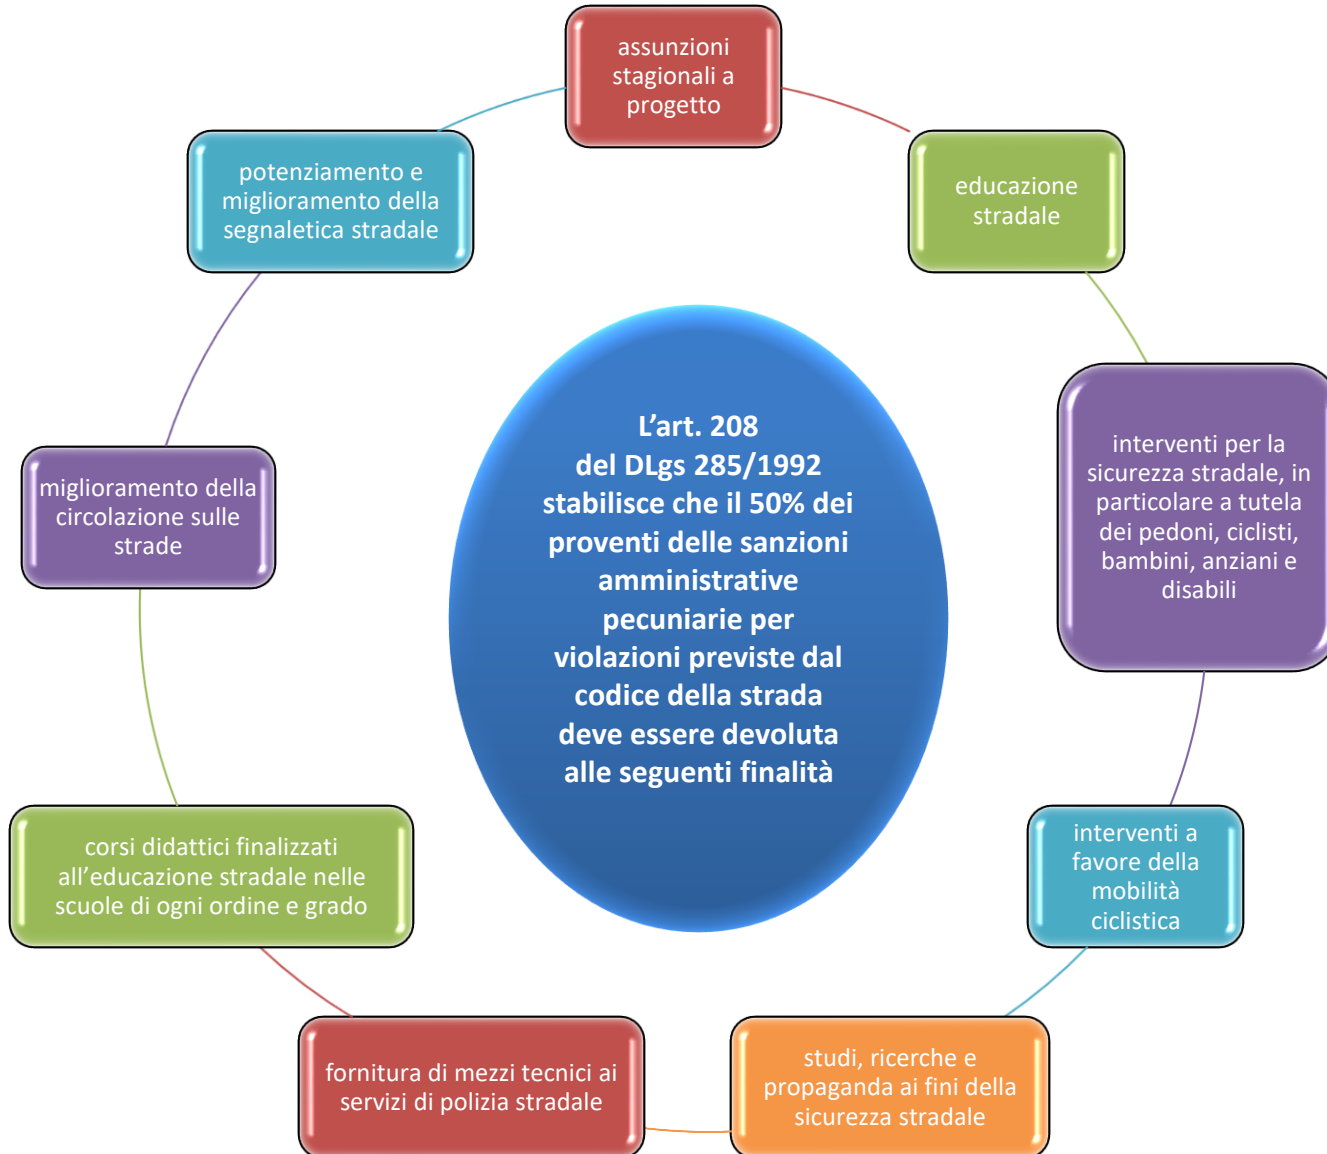 assunzioni
stagionali a
progetto
educazione
stradale
interventi per la
sicurezza stradale, in
particolare a tutela
dei pedoni, ciclisti,
bambini, anziani e
disabili
interventi a
favore della
mobilità
ciclistica
studi, ricerche e
propaganda ai fini della
sicurezza stradale
fornitura di mezzi tecnici ai
servizi di polizia stradale
corsi didattici finalizzati
all’educazione stradale nelle
scuole di ogni ordine e grado
miglioramento della
circolazione sulle
strade
potenziamento e
miglioramento della
segnaletica stradale
L’art. 208
del DLgs 285/1992
stabilisce che il 50% dei
proventi delle sanzioni
amministrative
pecuniarie per
violazioni previste dal
codice della strada
deve essere devoluta
alle seguenti finalità